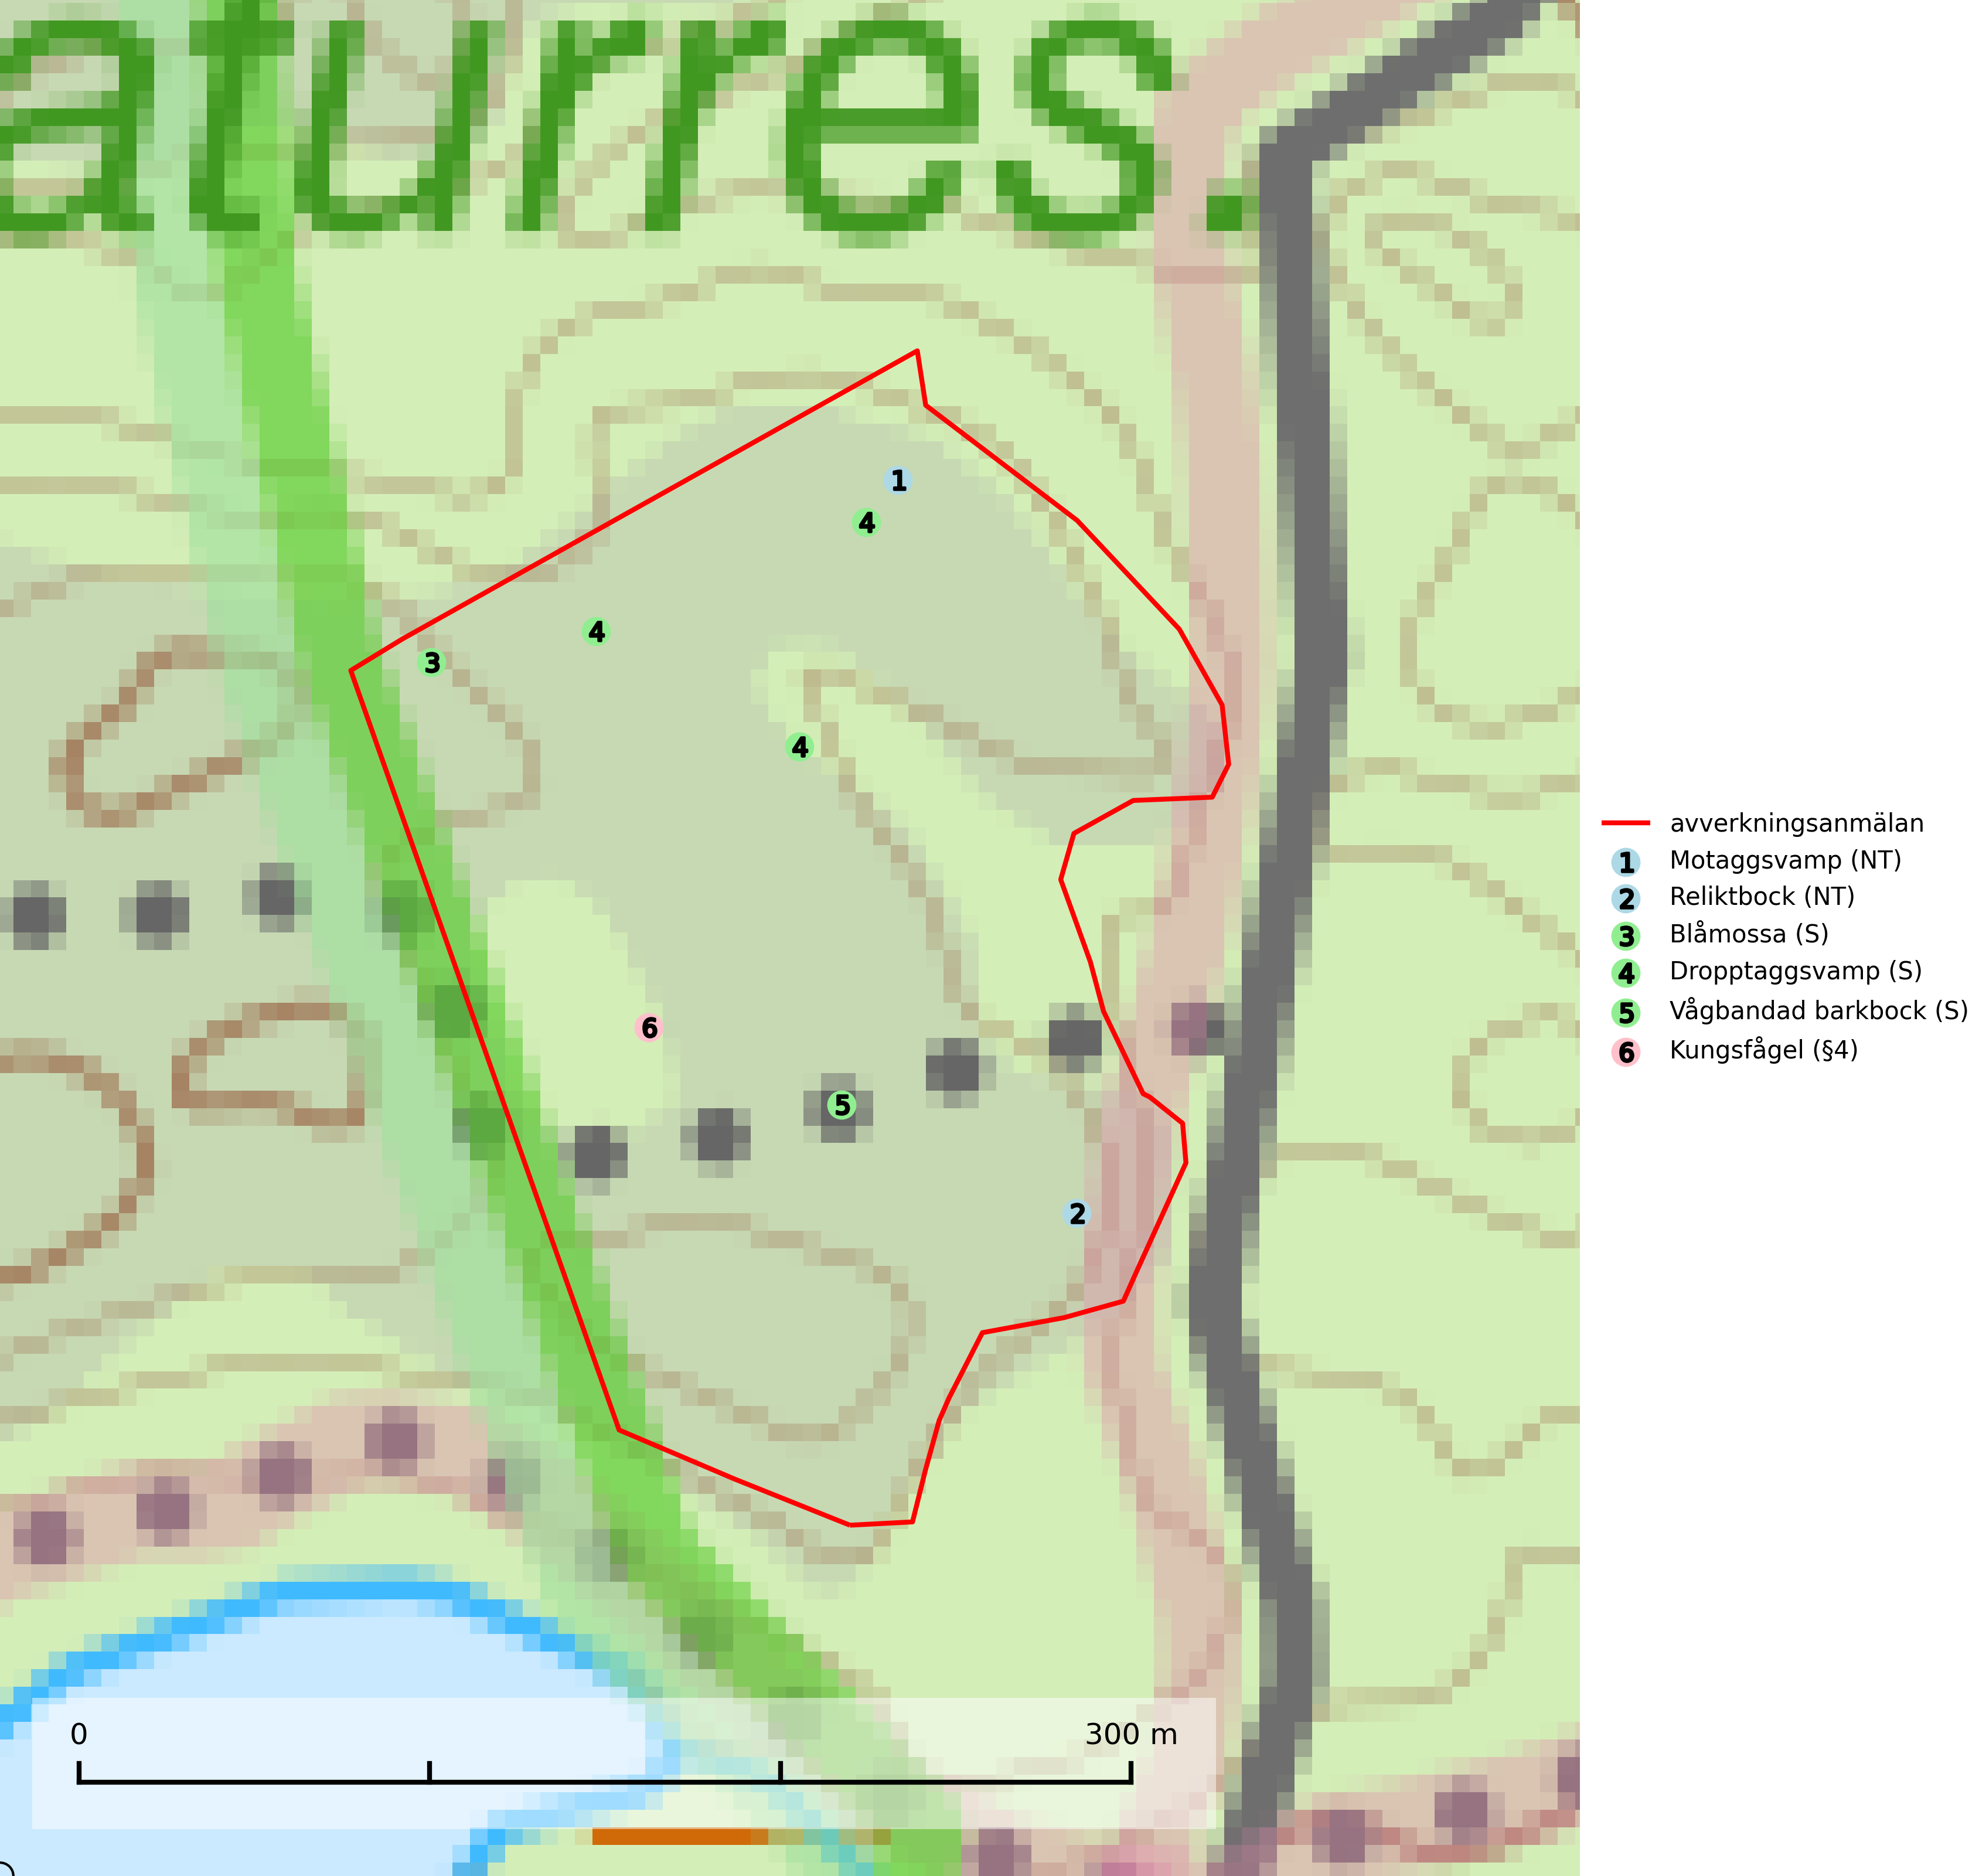 aturres.
1
4
4
3
4
6
5
2
avverkningsanmälan
1 Motaggsvamp (NT)
2 Reliktbock (NT)
3 Blåmossa (S)
4 Dropptaggsvamp (S)
5 Vågbandad barkbock (S)
6 Kungsfågel (§4)
0 300 m